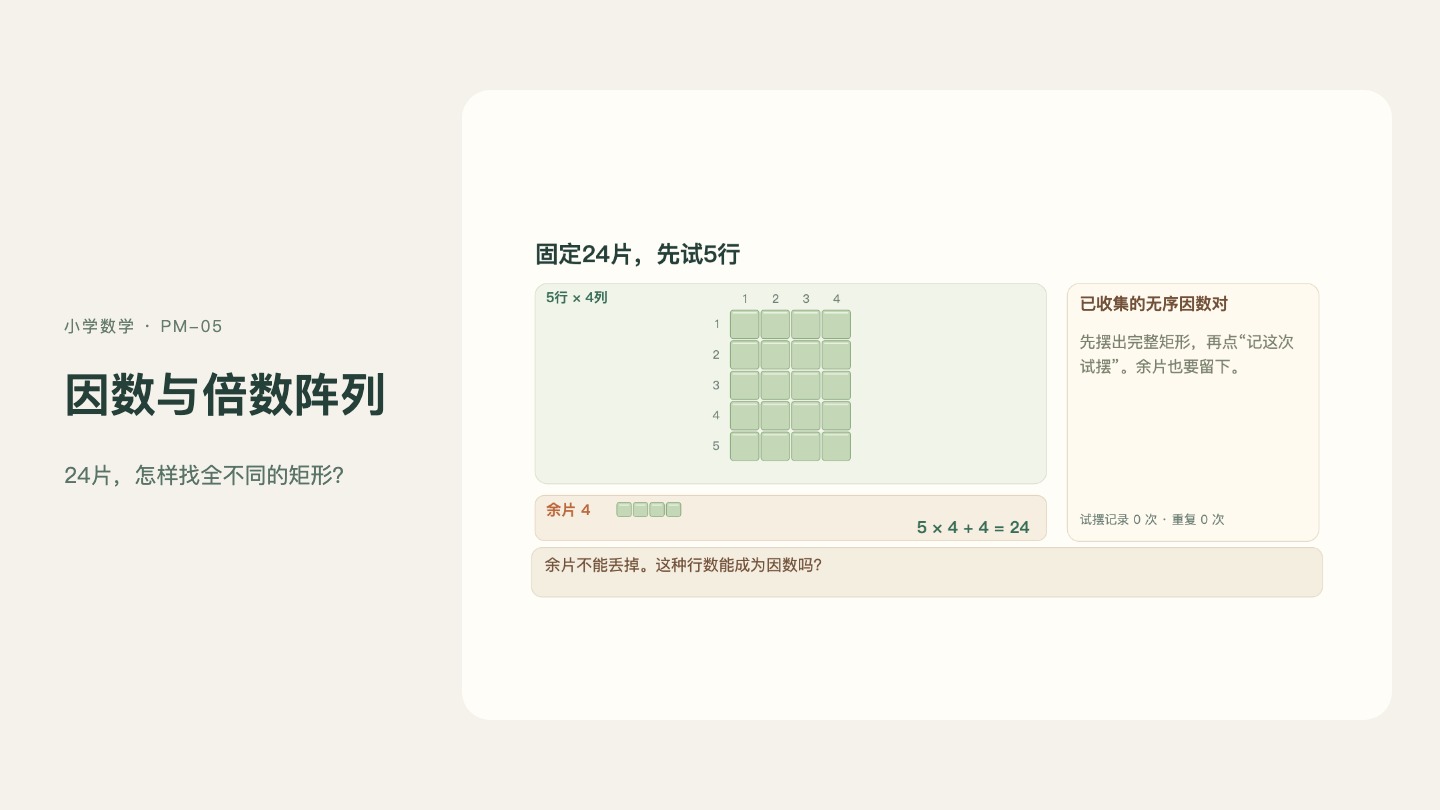 小学数学 · PM–05
因数与倍数阵列
24片，怎样找全不同的矩形？
固定24片，先试5行
5行 × 4列
1 2 3 4
1
2
3
4
5
余片 4
5 × 4 + 4 = 24
已收集的无序因数对
先摆出完整矩形，再点“记这次
试摆”。余片也要留下。
试摆记录 0 次 · 重复 0 次
余片不能丢掉。这种行数能成为因数吗？